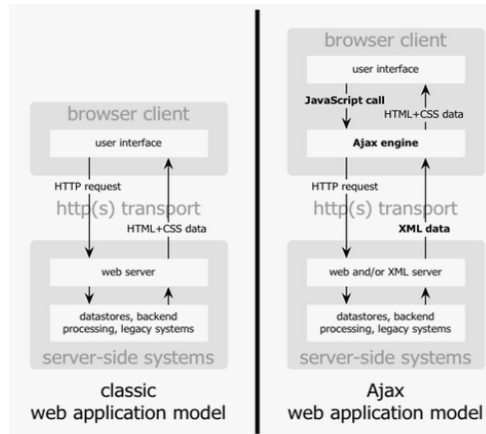 browser client
user interface
HTTP request
http(s) transport
HTML+CSS data
web server
datastores, backend
processing, legacy systems
server-side systems
classic
web application model
browser client
user interface
JavaScript call
HTML+CSS data
Ajax engine
HTTP request
http(s) transport
XML data
web and/or XML server
datastores, backend
processing, legacy systems
server-side systems
Ajax
web application model